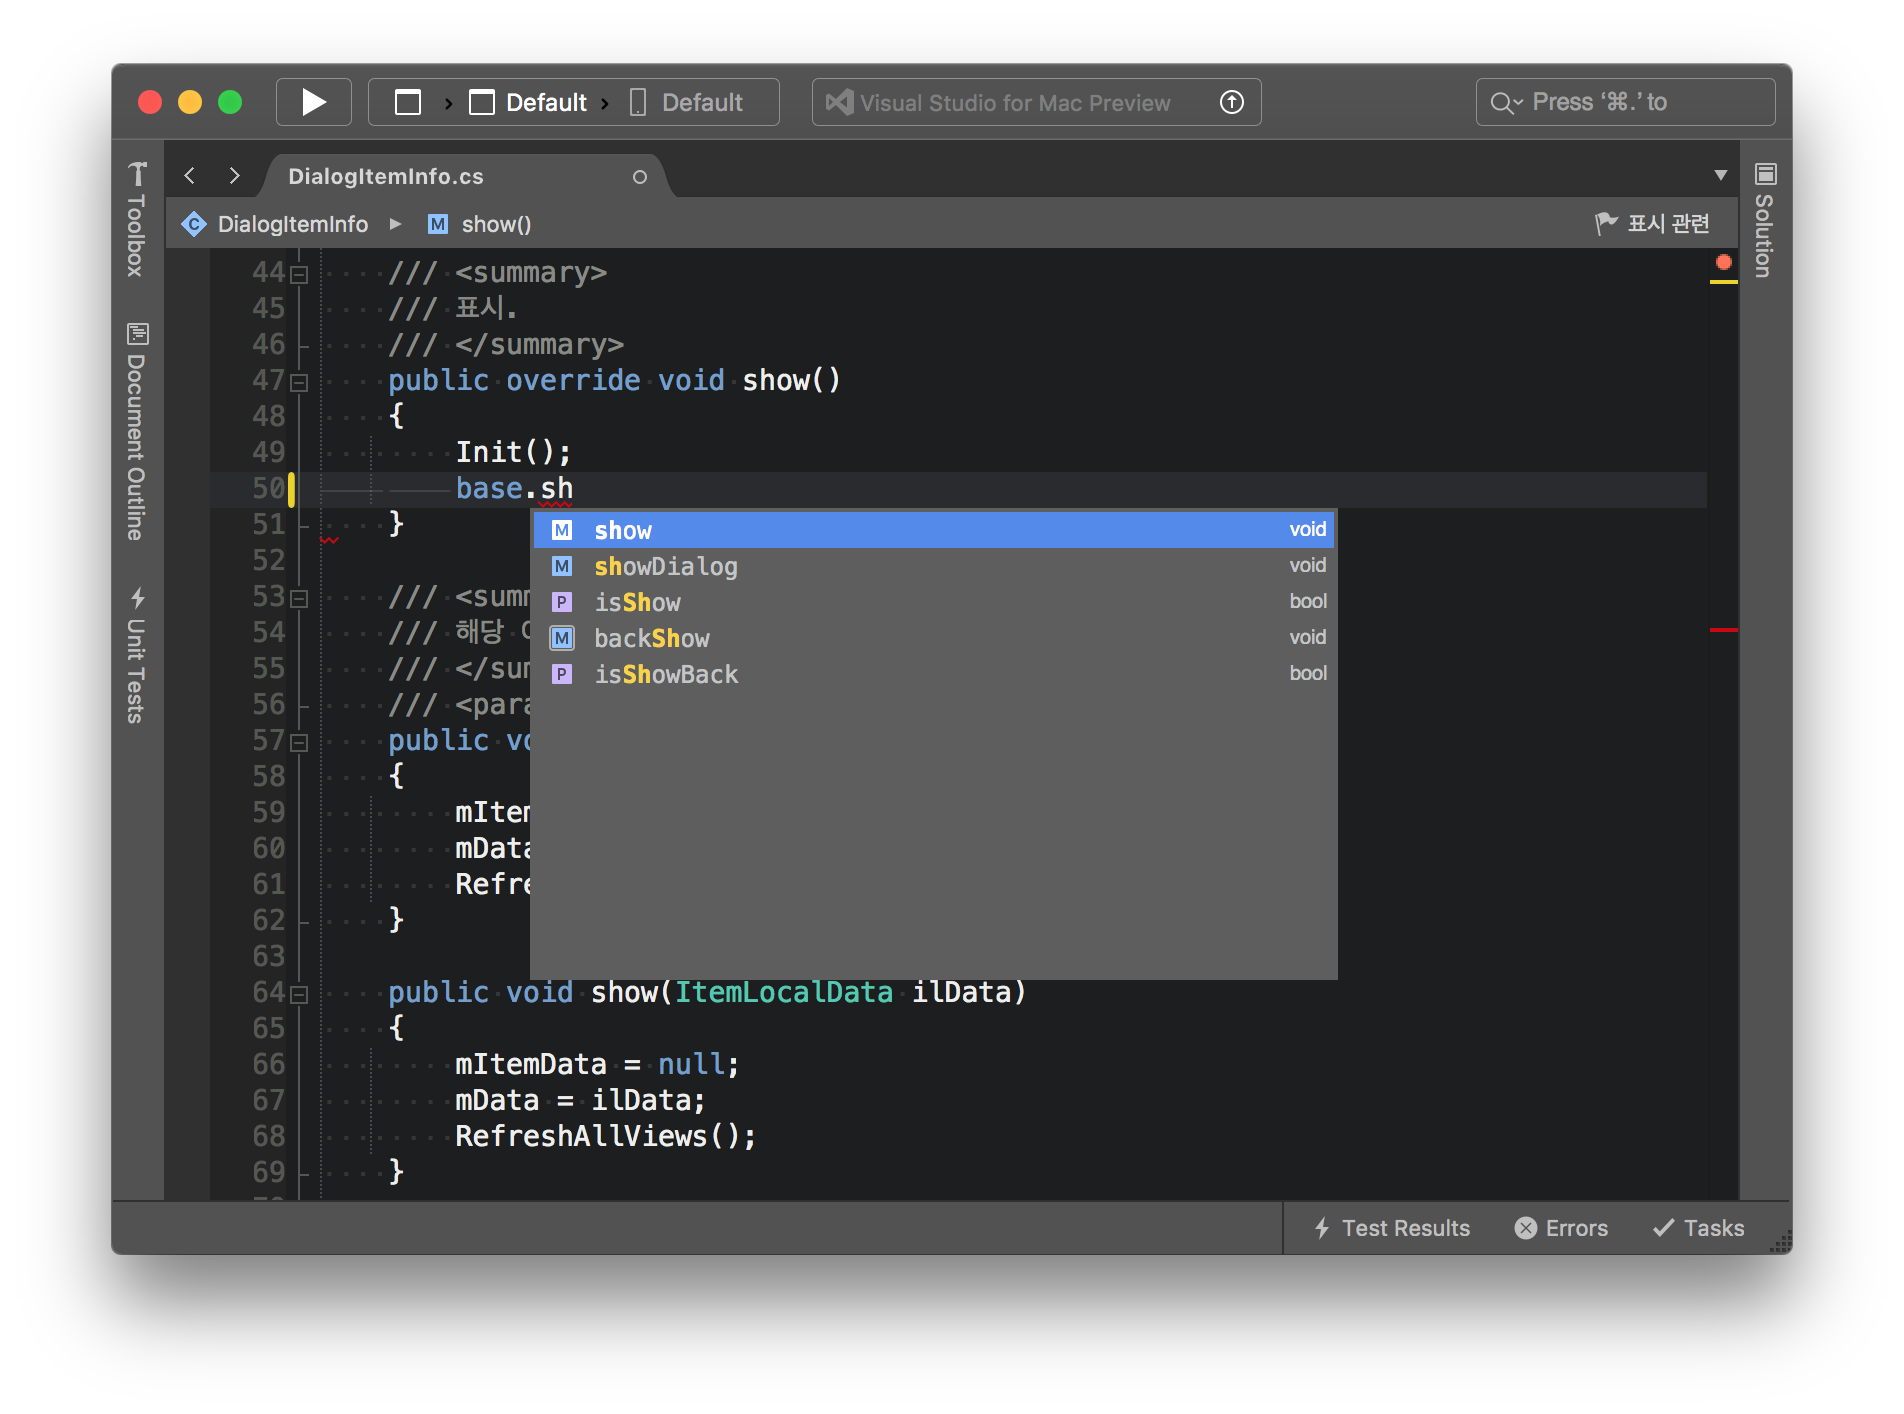 Default
Default
Visual Studio for Mac Preview
Press ‘⌘.’ to
DialogItemInfo.cs
C DialogItemInfo ▶ M show()
표시 관련
Toolbox
Document Outline
Unit Tests
Solution
44 /// <summary>
45 /// 표시.
46 /// </summary>
47 public override void show()
48 {
49 Init();
50 base.sh
51 }
52
53 /// <sum
54 /// 해당
55 /// </sum
56 /// <para
57 public vo
58 {
59 mItem
60 mData
61 Refre
62 }
63
64 public void show(ItemLocalData ilData)
65 {
66 mItemData = null;
67 mData = ilData;
68 RefreshAllViews();
69 }
M show void
M showDialog void
P isShow bool
M backShow void
P isShowBack bool
Test Results
Errors
Tasks